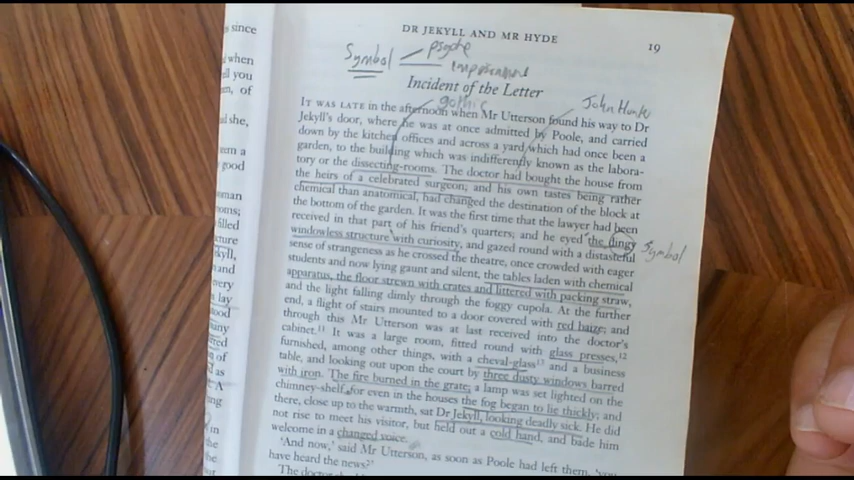 DR JEKYLL AND MR HYDE
19
Symbol
psyche
Incident of the Letter
gothic
John Hunter
IT WAS LATE in the afternoon when Mr Utterson found his way to Dr
Jekyll's door, where he was at once admitted by Poole, and carried
down by the kitchen offices and across a yard which had once been a
garden, to the building which was indifferently known as the labora-
tory or the dissecting-rooms. The doctor had bought the house from
the heirs of a celebrated surgeon; and his own tastes being rather
chemical than anatomical, had changed the destination of the block at
the bottom of the garden. It was the first time that the lawyer had been
received in that part of his friend's quarters; and he eyed the dingy
Symbol
windowless structure with curiosity, and gazed round with a distasteful
sense of strangeness as he crossed the theatre, once crowded with eager
students and now lying gaunt and silent, the tables laden with chemical
apparatus, the floor strewn with crates and littered with packing straw,
and the light falling dimly through the foggy cupola. At the further
end, a flight of stairs mounted to a door covered with red baize; and
through this Mr Utterson was at last received into the doctor's
cabinet.11 It was a large room, fitted round with glass presses,12
furnished, among other things, with a cheval-glass13 and a business
table, and looking out upon the court by three dusty windows barred
with iron. The fire burned in the grate; a lamp was set lighted on the
chimney-shelf, for even in the houses the fog began to lie thickly; and
there, close up to the warmth, sat Dr Jekyll, looking deadly sick. He did
not rise to meet his visitor, but held out a cold hand, and bade him
welcome in a changed voice.
'And now,' said Mr Utterson, as soon as Poole had left them, 'you
have heard the news?'
The doctor